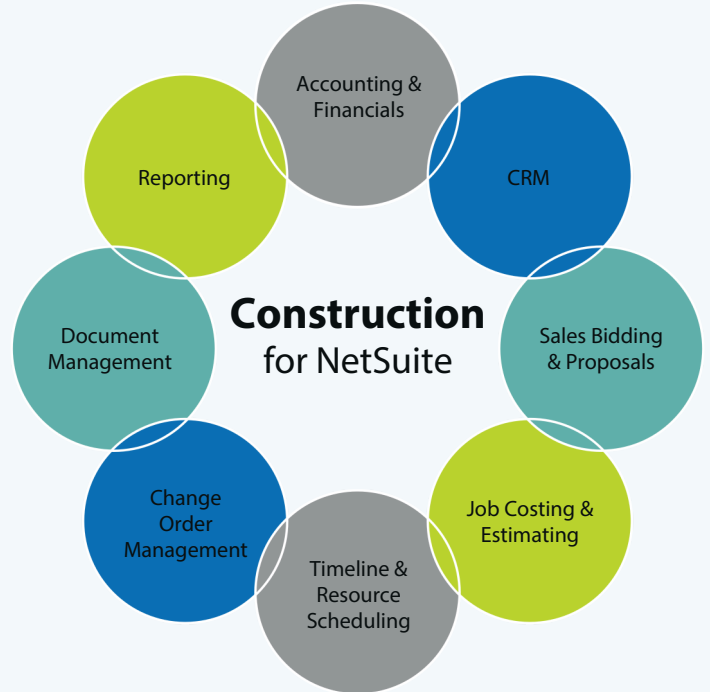 Accounting &
Financials
CRM
Sales Bidding
& Proposals
Job Costing &
Estimating
Timeline &
Resource
Scheduling
Change
Order
Management
Document
Management
Reporting
Construction
for NetSuite